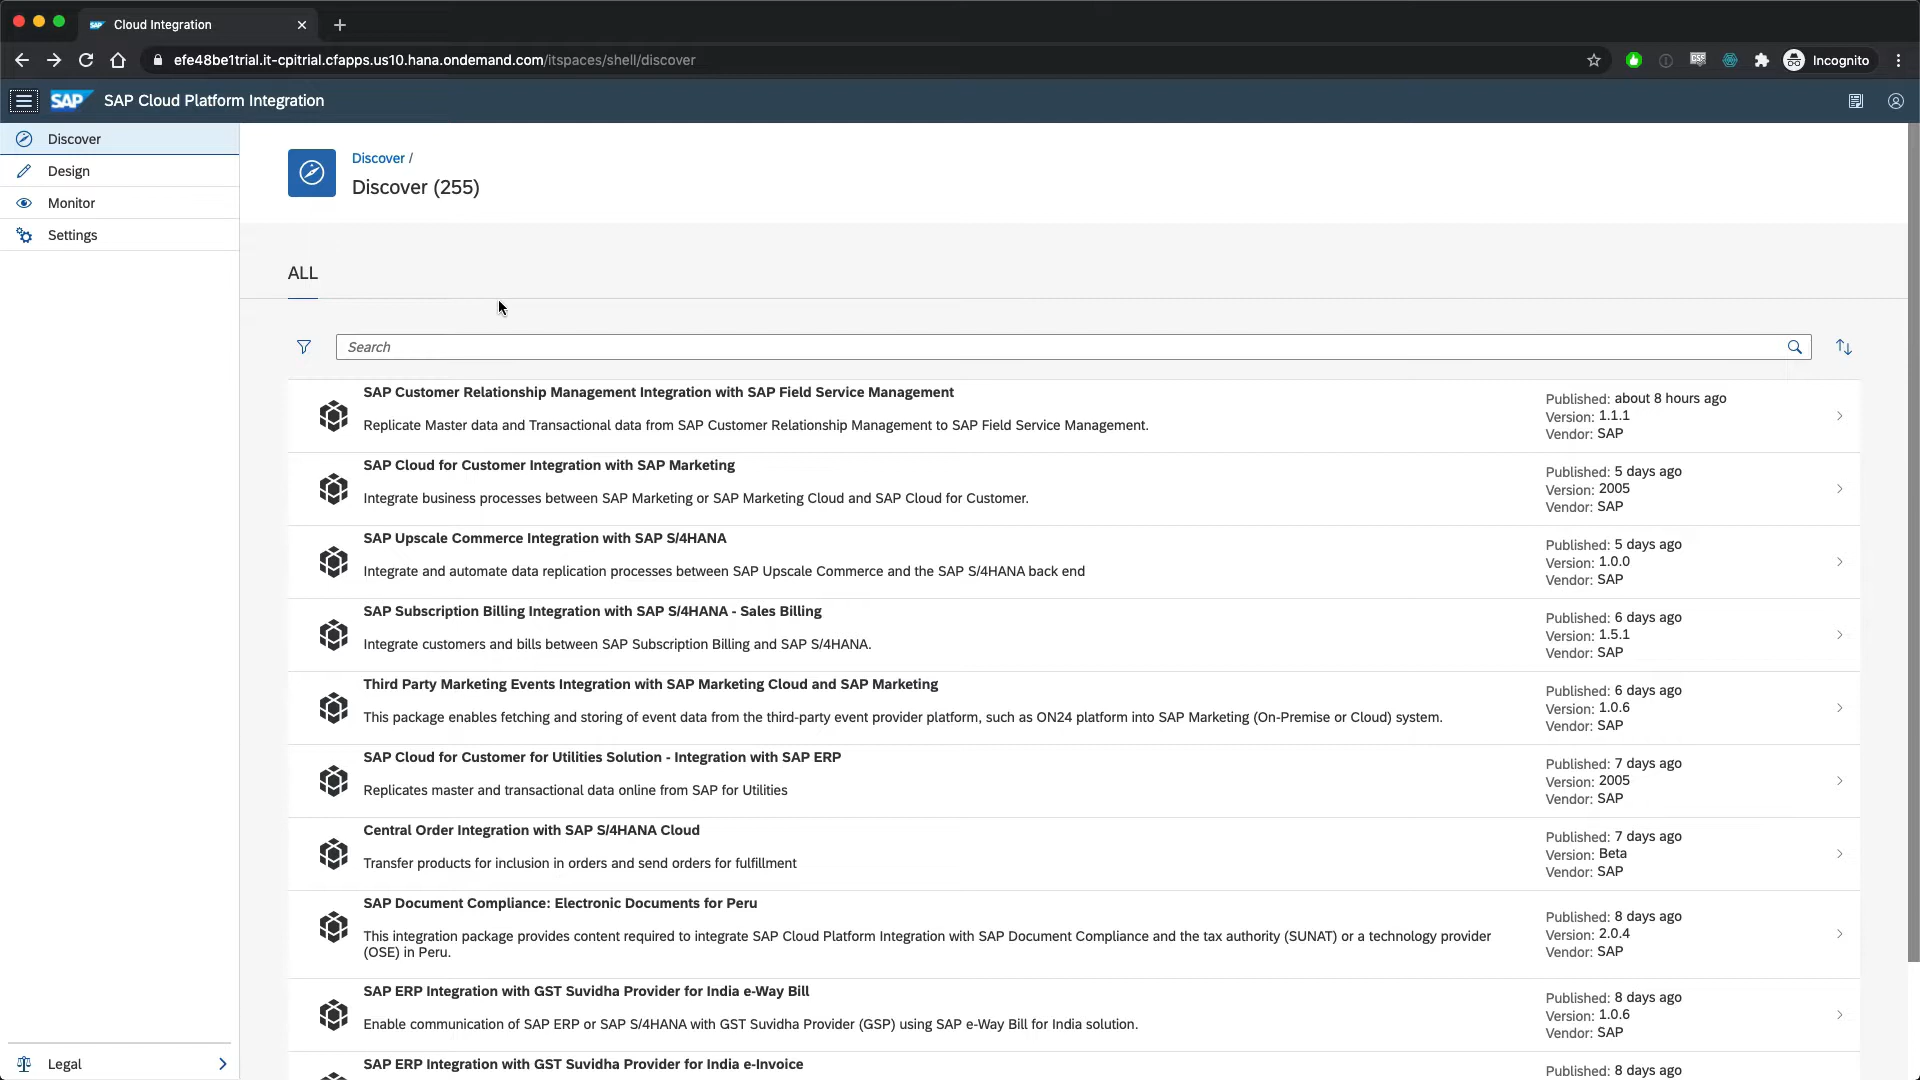 Cloud Integration
efe48be1trial.it-cpitrial.cfapps.us10.hana.ondemand.com/itspaces/shell/discover
Incognito
SAP SAP Cloud Platform Integration
Discover
Design
Monitor
Settings
Legal
Discover /
Discover (255)
ALL
Search
SAP Customer Relationship Management Integration with SAP Field Service Management
Replicate Master data and Transactional data from SAP Customer Relationship Management to SAP Field Service Management.
Published: about 8 hours ago
Version: 1.1.1
Vendor: SAP
SAP Cloud for Customer Integration with SAP Marketing
Integrate business processes between SAP Marketing or SAP Marketing Cloud and SAP Cloud for Customer.
Published: 5 days ago
Version: 2005
Vendor: SAP
SAP Upscale Commerce Integration with SAP S/4HANA
Integrate and automate data replication processes between SAP Upscale Commerce and the SAP S/4HANA back end
Published: 5 days ago
Version: 1.0.0
Vendor: SAP
SAP Subscription Billing Integration with SAP S/4HANA - Sales Billing
Integrate customers and bills between SAP Subscription Billing and SAP S/4HANA.
Published: 6 days ago
Version: 1.5.1
Vendor: SAP
Third Party Marketing Events Integration with SAP Marketing Cloud and SAP Marketing
This package enables fetching and storing of event data from the third-party event provider platform, such as ON24 platform into SAP Marketing (On-Premise or Cloud) system.
Published: 6 days ago
Version: 1.0.6
Vendor: SAP
SAP Cloud for Customer for Utilities Solution - Integration with SAP ERP
Replicates master and transactional data online from SAP for Utilities
Published: 7 days ago
Version: 2005
Vendor: SAP
Central Order Integration with SAP S/4HANA Cloud
Transfer products for inclusion in orders and send orders for fulfillment
Published: 7 days ago
Version: Beta
Vendor: SAP
SAP Document Compliance: Electronic Documents for Peru
This integration package provides content required to integrate SAP Cloud Platform Integration with SAP Document Compliance and the tax authority (SUNAT) or a technology provider
(OSE) in Peru.
Published: 8 days ago
Version: 2.0.4
Vendor: SAP
SAP ERP Integration with GST Suvidha Provider for India e-Way Bill
Enable communication of SAP ERP or SAP S/4HANA with GST Suvidha Provider (GSP) using SAP e-Way Bill for India solution.
Published: 8 days ago
Version: 1.0.6
Vendor: SAP
SAP ERP Integration with GST Suvidha Provider for India e-Invoice
Published: 8 days ago